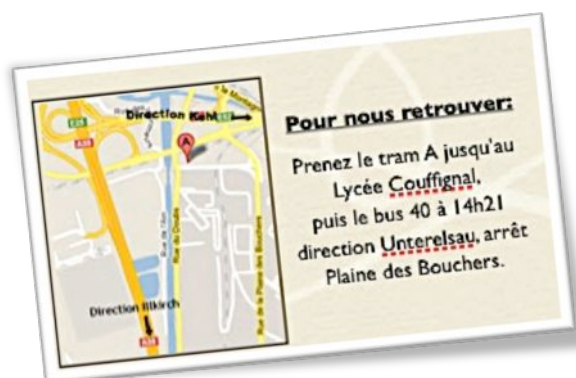 Direction Kehl
E25
A35
A
Rue du Doubs
Rue de la Plaine des Bouchers
Direction Illkirch
A35
Pour nous retrouver:
Prenez le tram A jusqu'au
Lycée Couffignal,
puis le bus 40 à 14h21
direction Unterelsau, arrêt
Plaine des Bouchers.